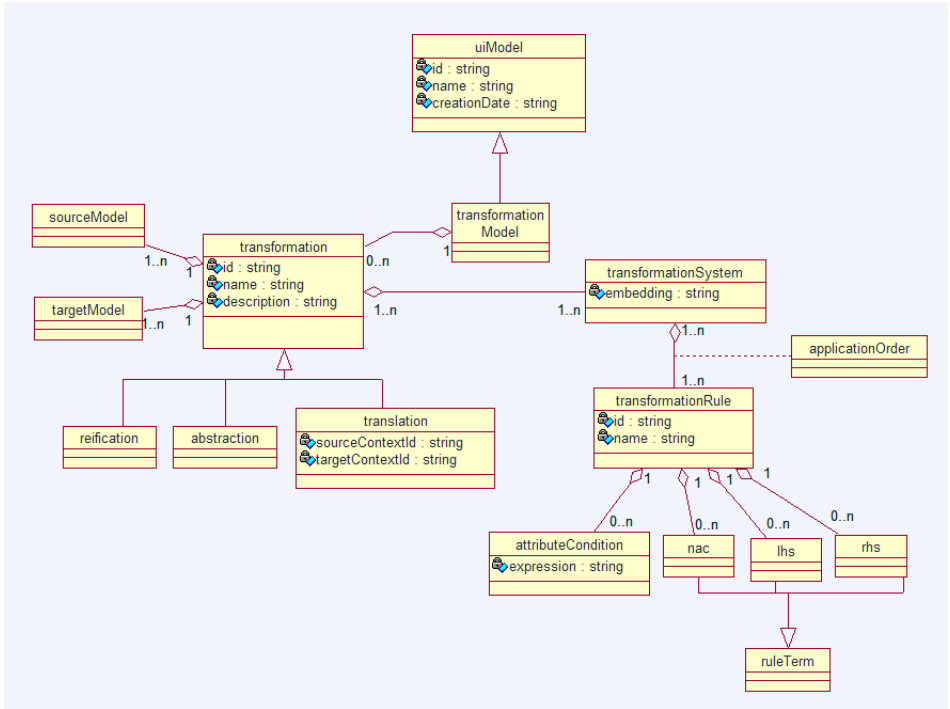 uiModel
id : string
name : string
creationDate : string
sourceModel
1..n
1
transformation
id : string
name : string
description : string
0..n
1
transformation
Model
targetModel
1..n
1
1..n
1..n
transformationSystem
embedding : string
1..n
applicationOrder
1..n
transformationRule
id : string
name : string
reification
abstraction
translation
sourceContextId : string
targetContextId : string
1
1
1
1
0..n
0..n
0..n
0..n
attributeCondition
expression : string
nac
lhs
rhs
ruleTerm